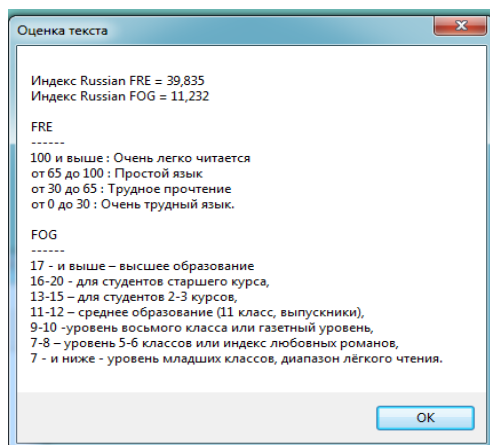 Оценка текста
Индекс Russian FRE = 39,835
Индекс Russian FOG = 11,232
FRE
------
100 и выше : Очень легко читается
от 65 до 100 : Простой язык
от 30 до 65 : Трудное прочтение
от 0 до 30 : Очень трудный язык.
FOG
------
17 - и выше – высшее образование
16-20 - для студентов старшего курса,
13-15 – для студентов 2-3 курсов,
11-12 – среднее образование (11 класс, выпускники),
9-10 -уровень восьмого класса или газетный уровень,
7-8 – уровень 5-6 классов или индекс любовных романов,
7 - и ниже - уровень младших классов, диапазон лёгкого чтения.
OK